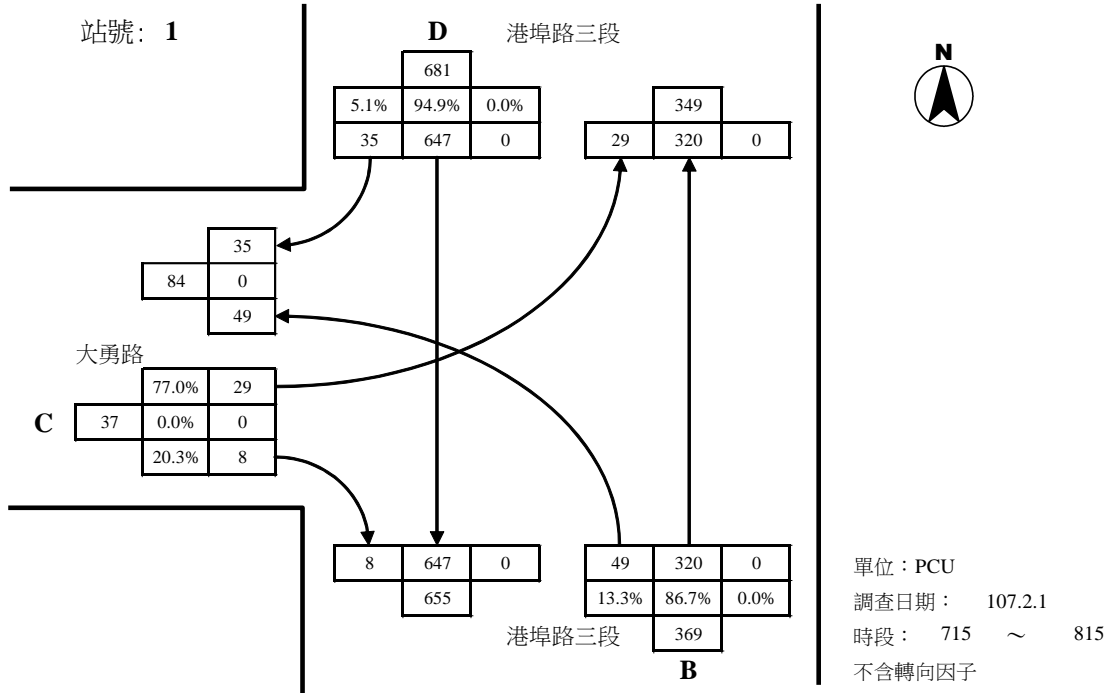 站號： 1
D
港埠路三段
N
681
5.1% 94.9% 0.0%
35 647 0
349
29 320 0
35
84 0
49
大勇路
C
77.0% 29
37 0.0% 0
20.3% 8
8 647 0
655
49 320 0
13.3% 86.7% 0.0%
369
港埠路三段
B
單位：PCU
調查日期： 107.2.1
時段： 715 ～ 815
不含轉向因子